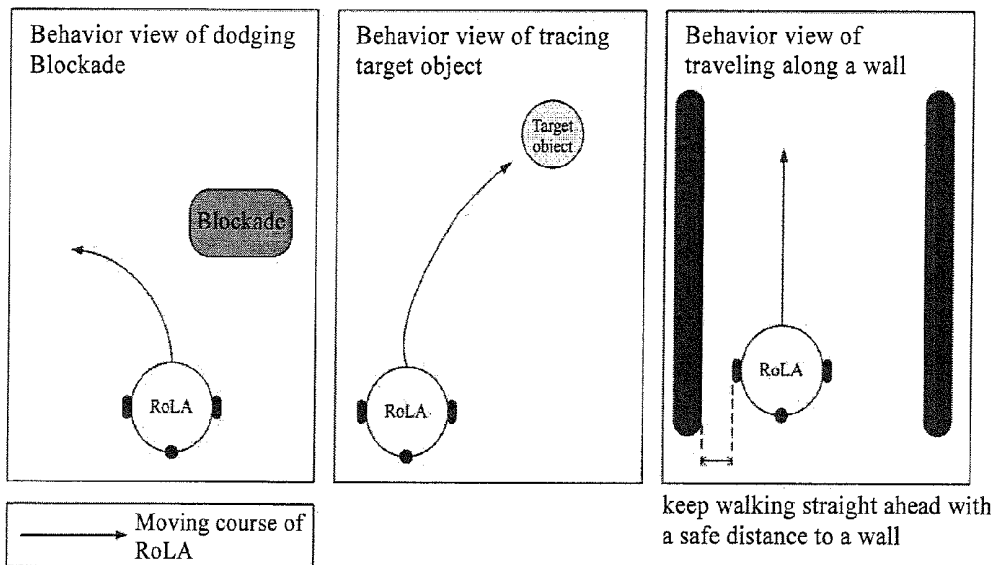 Behavior view of dodging
Blockade
Blockade
RoLA
Behavior view of tracing
target object
Target
object
RoLA
Behavior view of
traveling along a wall
RoLA
Moving course of
RoLA
keep walking straight ahead with
a safe distance to a wall